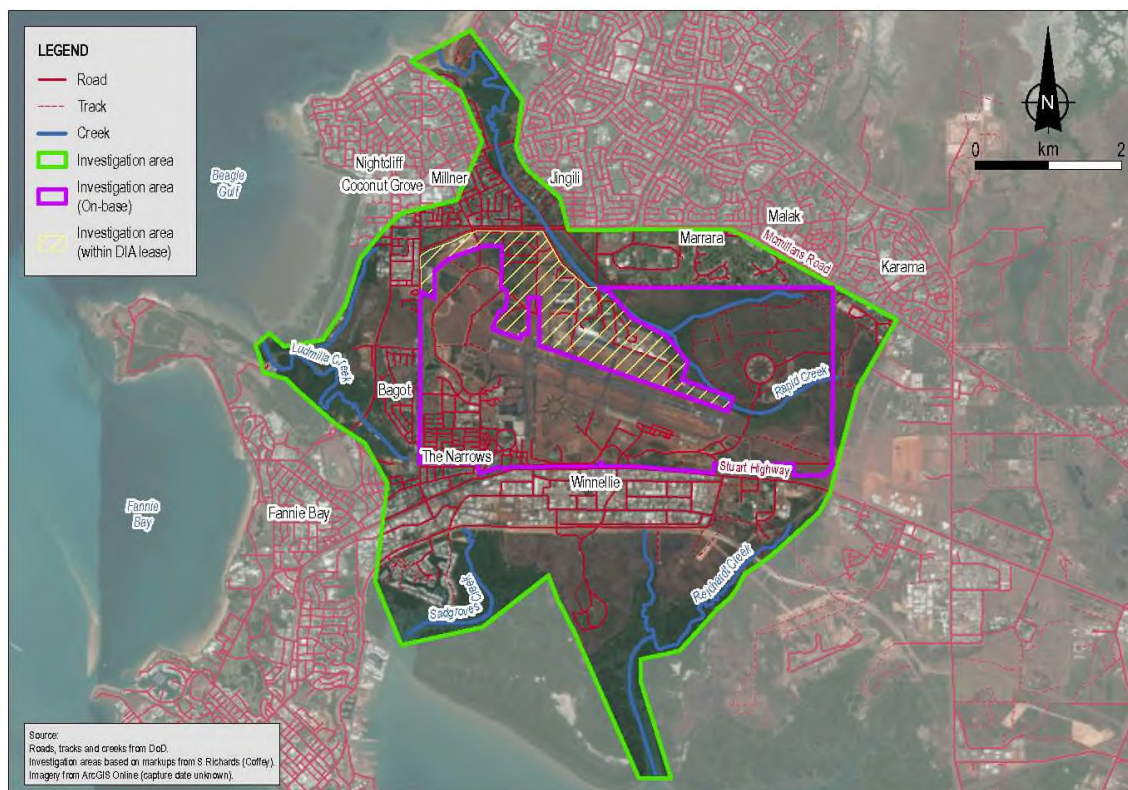 LEGEND
Road
Track
Creek
Investigation area
Investigation area
(On-base)
Investigation area
(within DIA lease)
N
0 km 2
Beagle
Gulf
Nightcliff
Coconut Grove
Millner
Jingili
Malak
Marrara
Mcmillans Road
Karama
Ludmilla Creek
Bagot
Rapid Creek
The Narrows
Stuart Highway
Winnellie
Fannie
Bay
Fannie Bay
Sadgroves Creek
Reichardt Creek
Source:
Roads, tracks and creeks from DoD.
Investigation areas based on markups from S Richards (Coffey).
Imagery from ArcGIS Online (capture date unknown).